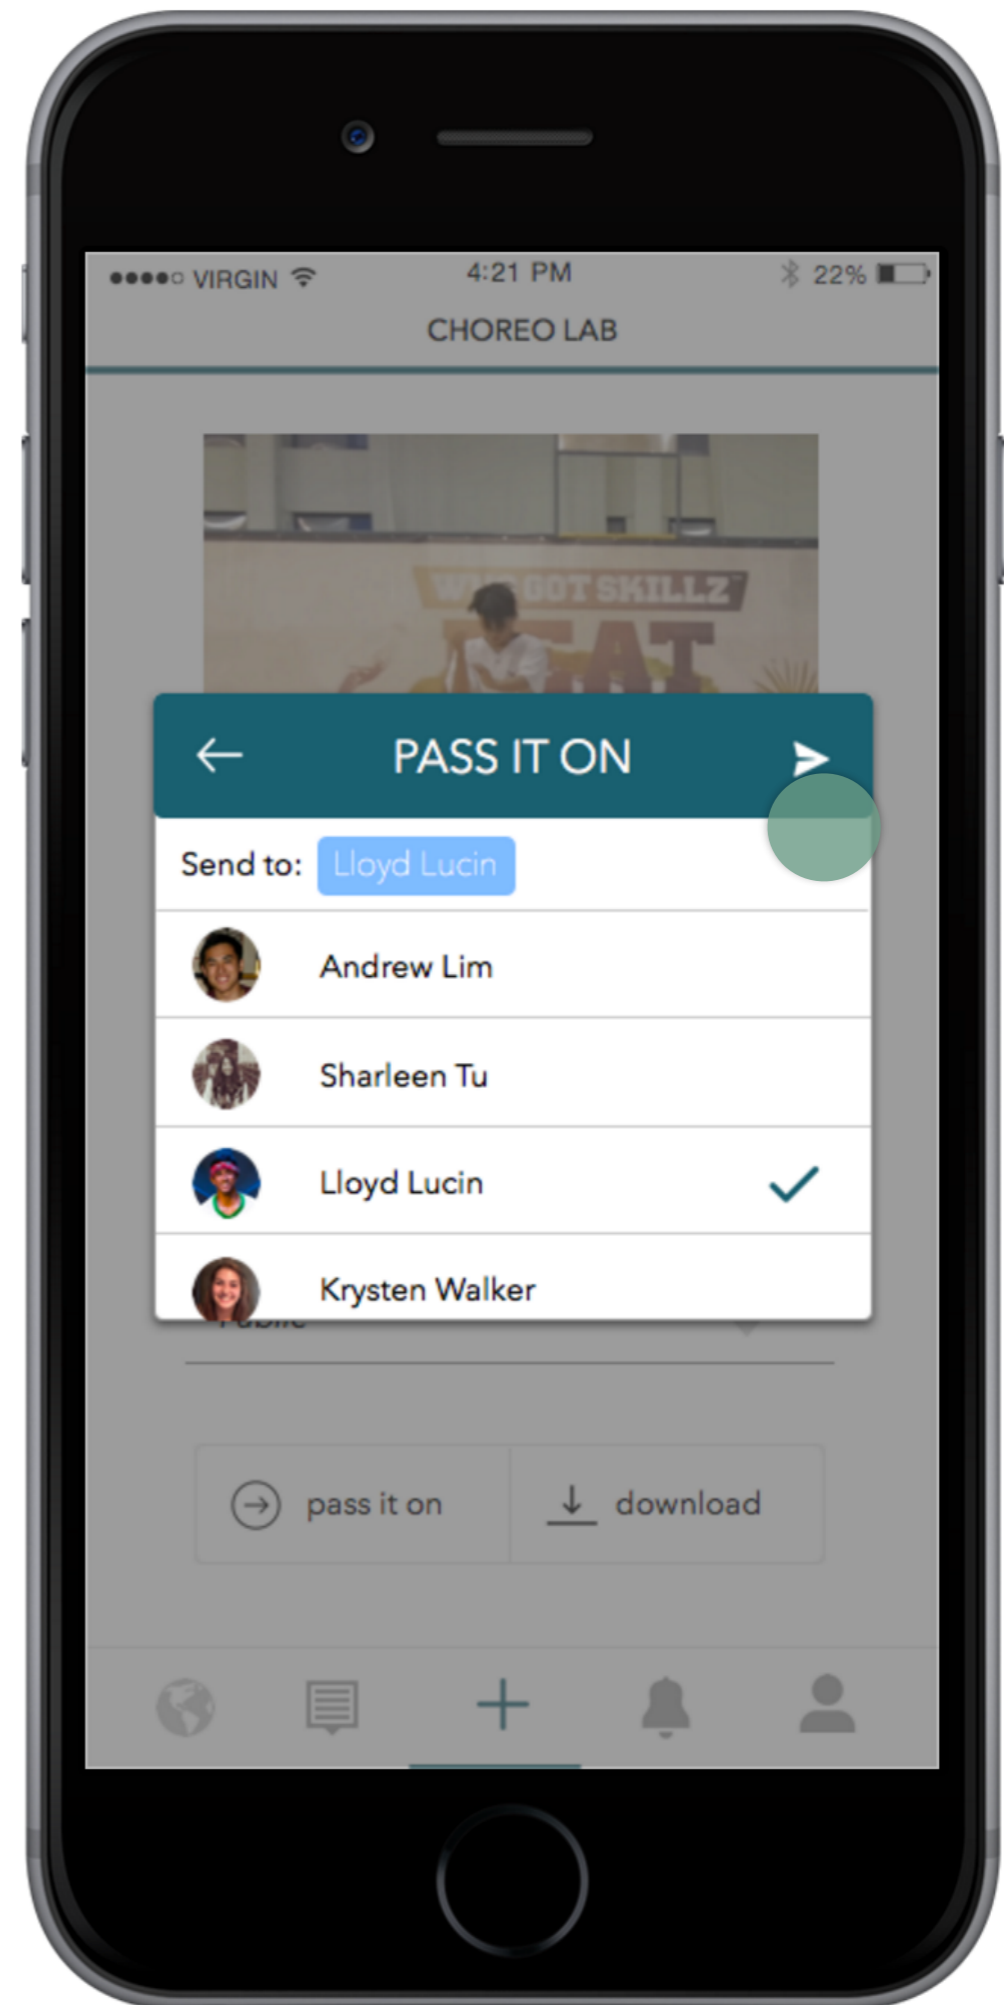 VIRGIN 4:21 PM 22%
CHOREO LAB
GOT SKILLZ
PASS IT ON
Send to: Lloyd Lucin
Andrew Lim
Sharleen Tu
Lloyd Lucin
Krysten Walker
Public
pass it on download